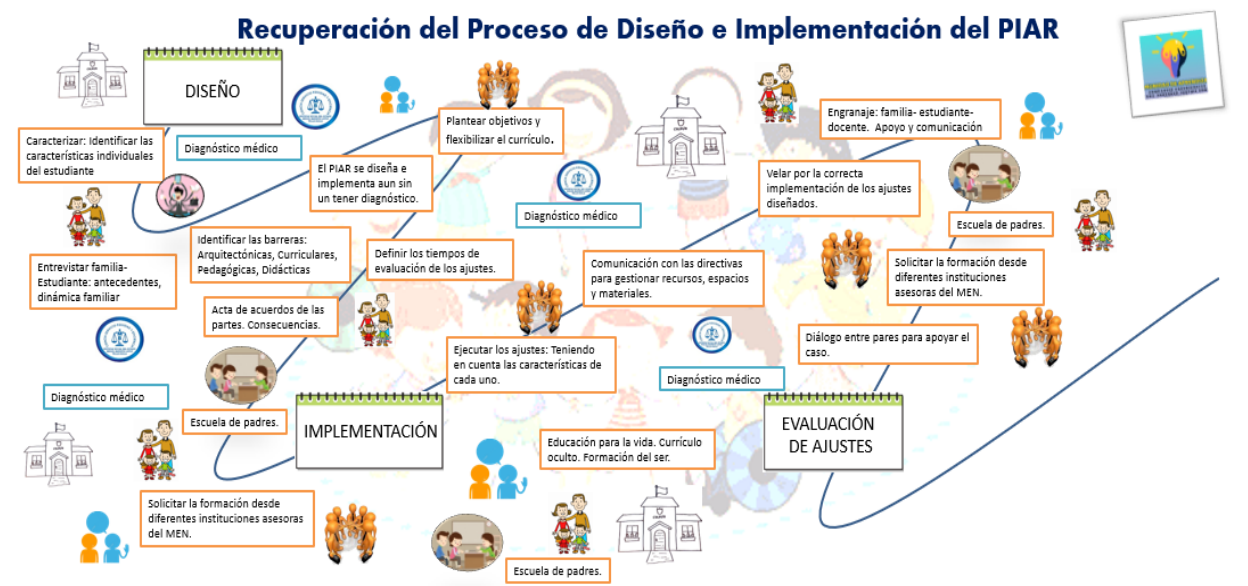 Recuperación del Proceso de Diseño e Implementación del PIAR
DISEÑO
Caracterizar: Identificar las
características individuales
del estudiante
Diagnóstico médico
El PIAR se diseña e
implementa aun sin
un tener diagnóstico.
Plantear objetivos y
flexibilizar el currículo.
Entrevistar familia-
Estudiante: antecedentes,
dinámica familiar
Identificar las barreras:
Arquitectónicas, Curriculares,
Pedagógicas, Didácticas
Definir los tiempos de
evaluación de los ajustes.
Acta de acuerdos de las
partes. Consecuencias.
Diagnóstico médico
Escuela de padres.
Solicitar la formación desde
diferentes instituciones asesoras
del MEN.
IMPLEMENTACIÓN
Ejecutar los ajustes: Teniendo
en cuenta las características de
cada uno.
Diagnóstico médico
Comunicación con las directivas
para gestionar recursos, espacios
y materiales.
Velar por la correcta
implementación de los ajustes
diseñados.
Engranaje: familia- estudiante-
docente.  Apoyo y comunicación
Escuela de padres.
Solicitar la formación desde
diferentes instituciones
asesoras del MEN.
Diálogo entre pares para apoyar el
caso.
Diagnóstico médico
Educación para la vida. Currículo
oculto. Formación del ser.
Escuela de padres.
EVALUACIÓN
DE AJUSTES